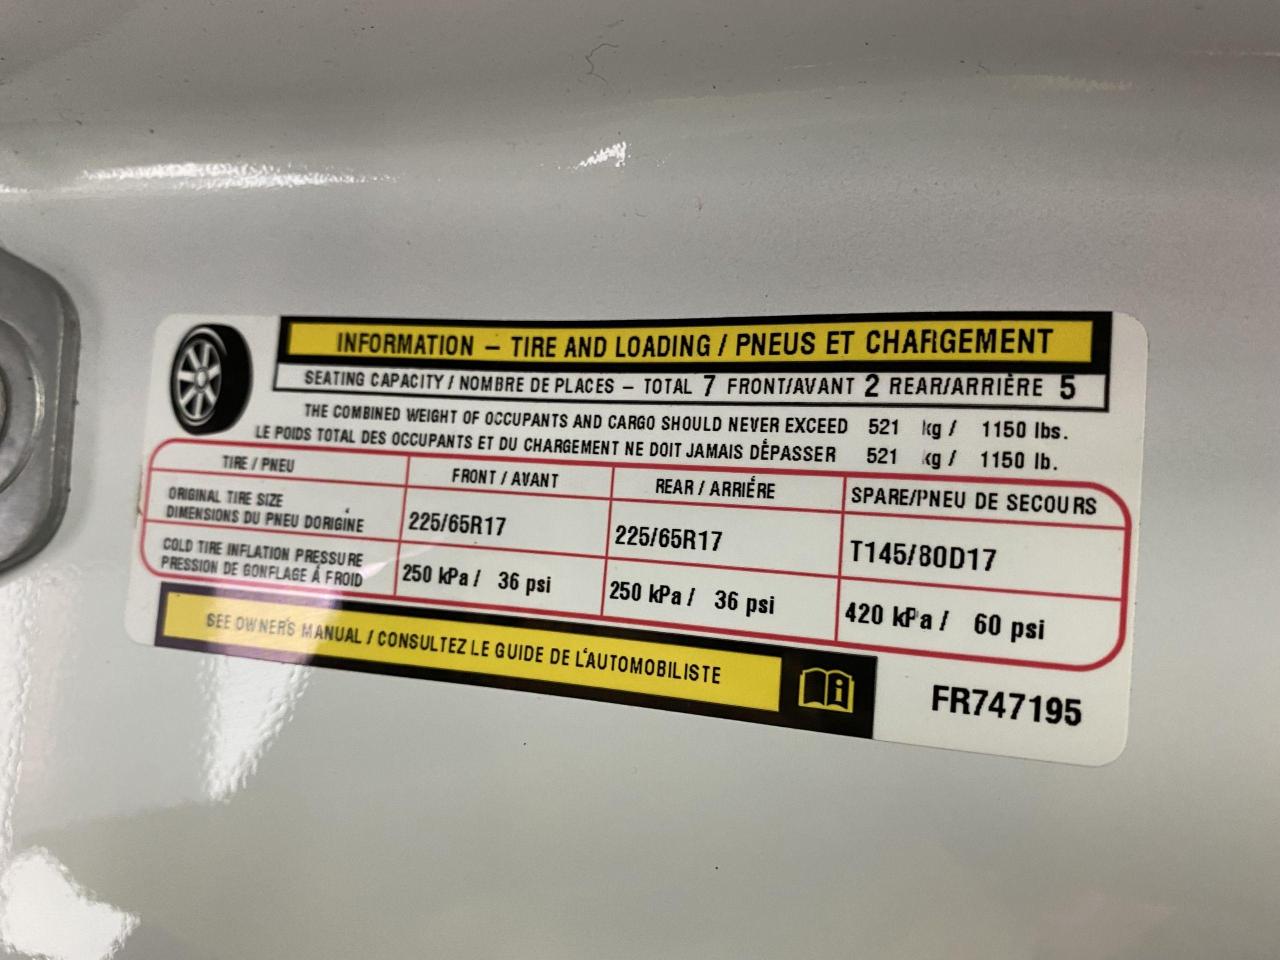 INFORMATION – TIRE AND LOADING / PNEUS ET CHARGEMENT
SEATING CAPACITY / NOMBRE DE PLACES – TOTAL 7 FRONT/AVANT 2 REAR/ARRIÈRE 5
THE COMBINED WEIGHT OF OCCUPANTS AND CARGO SHOULD NEVER EXCEED 521 kg / 1150 lbs.
LE POIDS TOTAL DES OCCUPANTS ET DU CHARGEMENT NE DOIT JAMAIS DÉPASSER 521 kg / 1150 lb.
TIRE / PNEU FRONT / AVANT REAR / ARRIÉRE SPARE/PNEU DE SECOURS
ORIGINAL TIRE SIZE
DIMENSIONS DU PNEU D'ORIGINE 225/65R17 225/65R17 T145/80D17
COLD TIRE INFLATION PRESSURE
PRESSION DE GONFLAGE Á FROID 250 kPa / 36 psi 250 kPa / 36 psi 420 kPa / 60 psi
SEE OWNER'S MANUAL / CONSULTEZ LE GUIDE DE L'AUTOMOBILISTE
FR747195